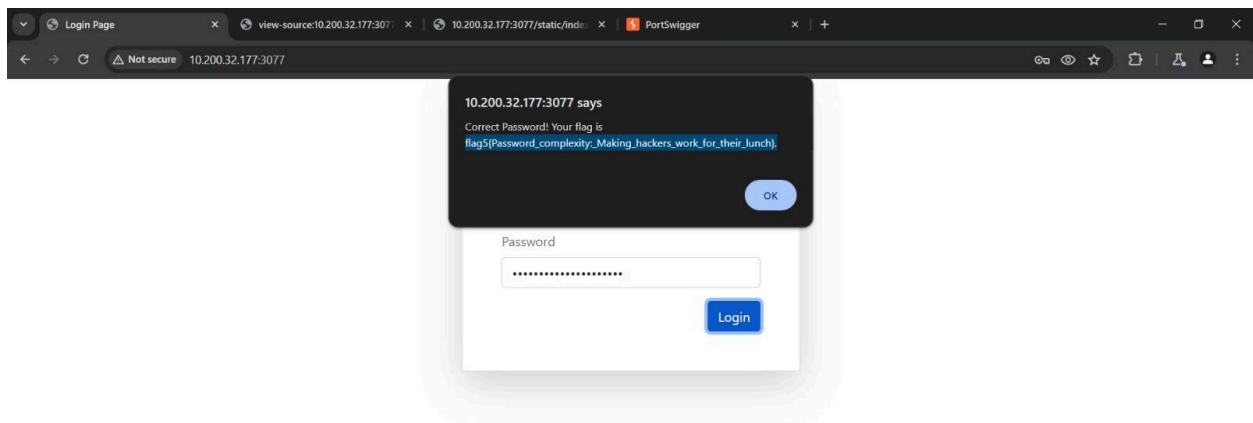 Login Page
view-source:10.200.32.177:307
10.200.32.177:3077/static/inde
PortSwigger
Not secure
10.200.32.177:3077
10.200.32.177:3077 says
Correct Password! Your flag is
flag5{Password_complexity:_Making_hackers_work_for_their_lunch}.
OK
Password
Login